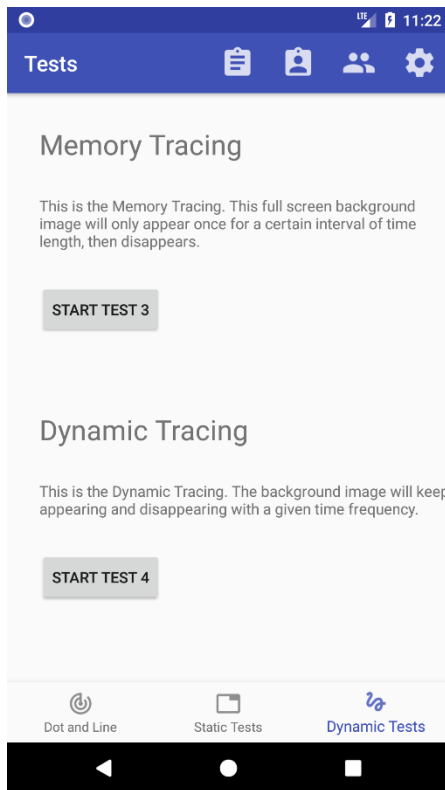 LTE 11:22
Tests
Memory Tracing
This is the Memory Tracing. This full screen background
image will only appear once for a certain interval of time
length, then disappears.
START TEST 3
Dynamic Tracing
This is the Dynamic Tracing. The background image will keep
appearing and disappearing with a given time frequency.
START TEST 4
Dot and Line Static Tests Dynamic Tests